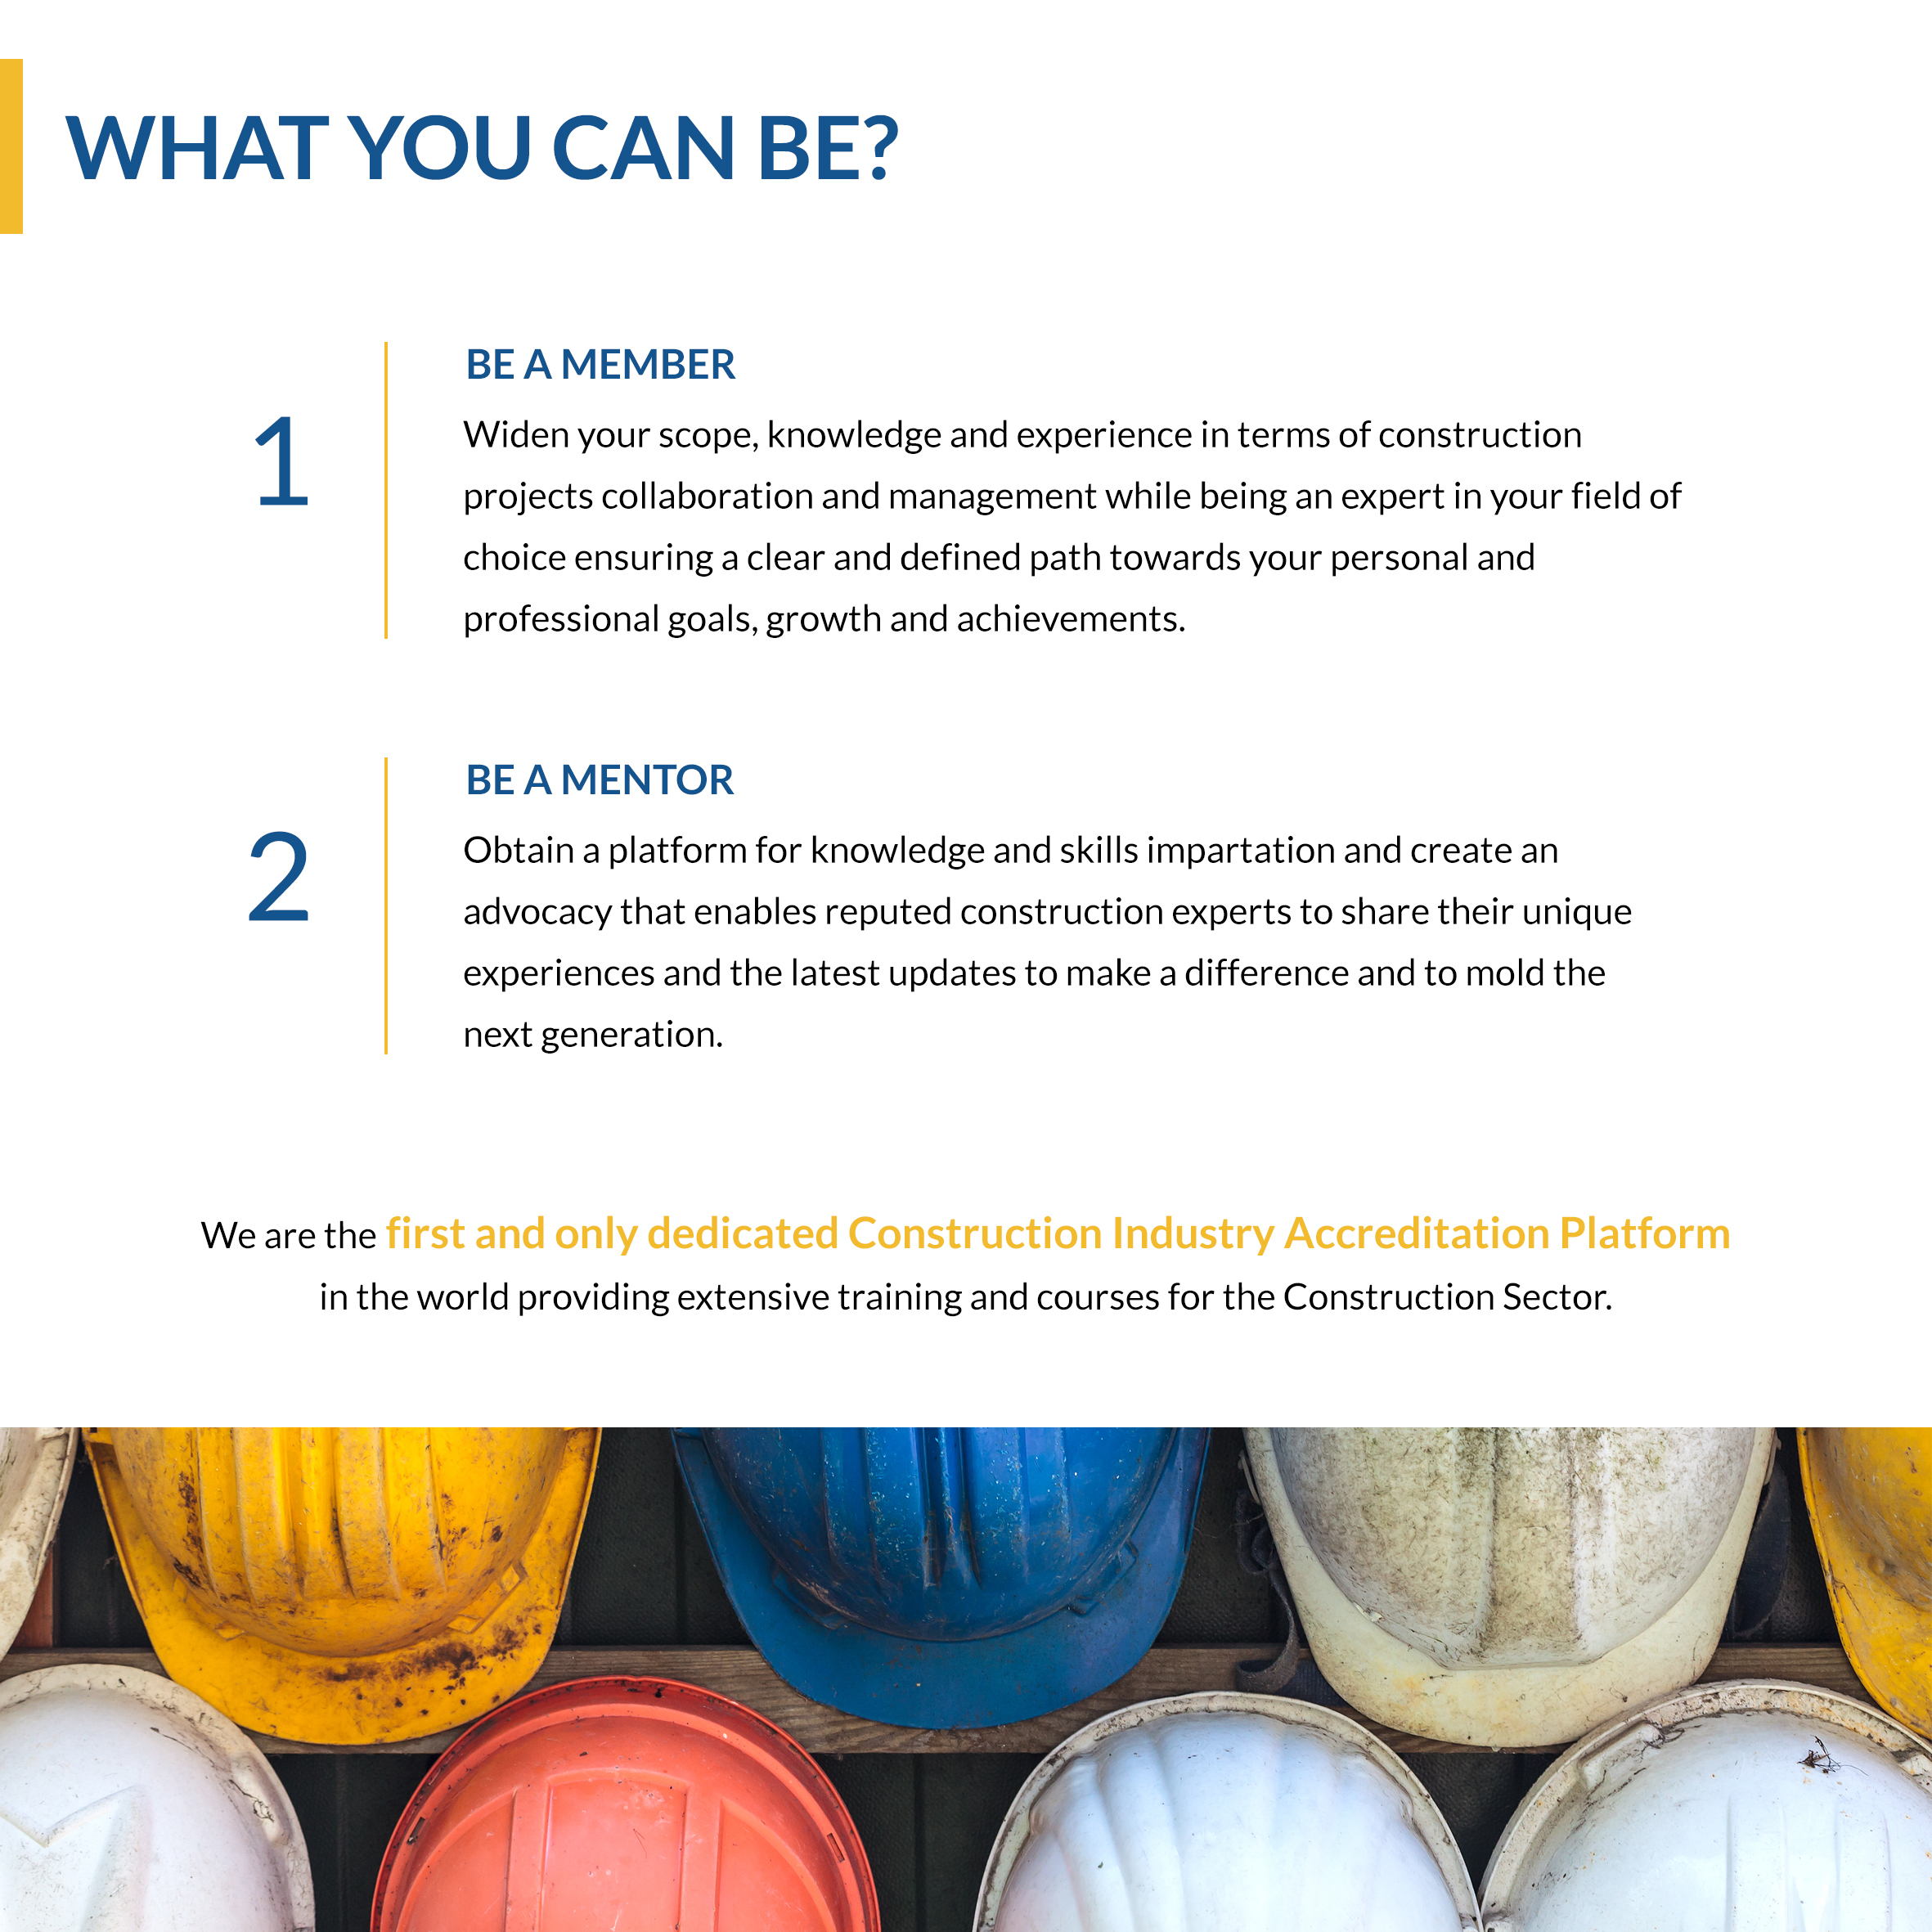 WHAT YOU CAN BE?
1
BE A MEMBER
Widen your scope, knowledge and experience in terms of construction
projects collaboration and management while being an expert in your field of
choice ensuring a clear and defined path towards your personal and
professional goals, growth and achievements.
2
BE A MENTOR
Obtain a platform for knowledge and skills impartation and create an
advocacy that enables reputed construction experts to share their unique
experiences and the latest updates to make a difference and to mold the
next generation.
We are the first and only dedicated Construction Industry Accreditation Platform
in the world providing extensive training and courses for the Construction Sector.